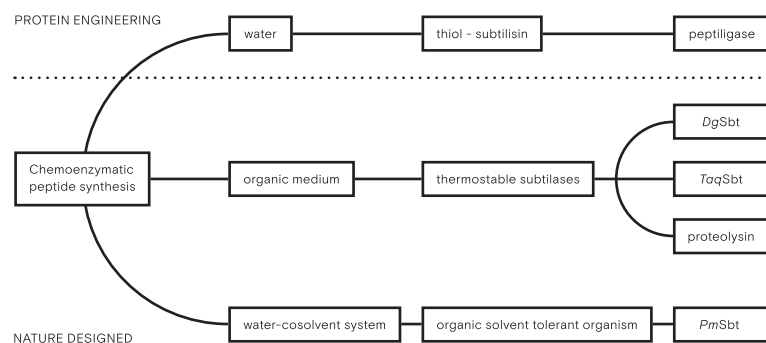 PROTEIN ENGINEERING
water
thiol - subtilisin
peptiligase
DgSbt
Chemoenzymatic
peptide synthesis
organic medium
thermostable subtilases
TaqSbt
proteolysin
water-cosolvent system
organic solvent tolerant organism
PmSbt
NATURE DESIGNED